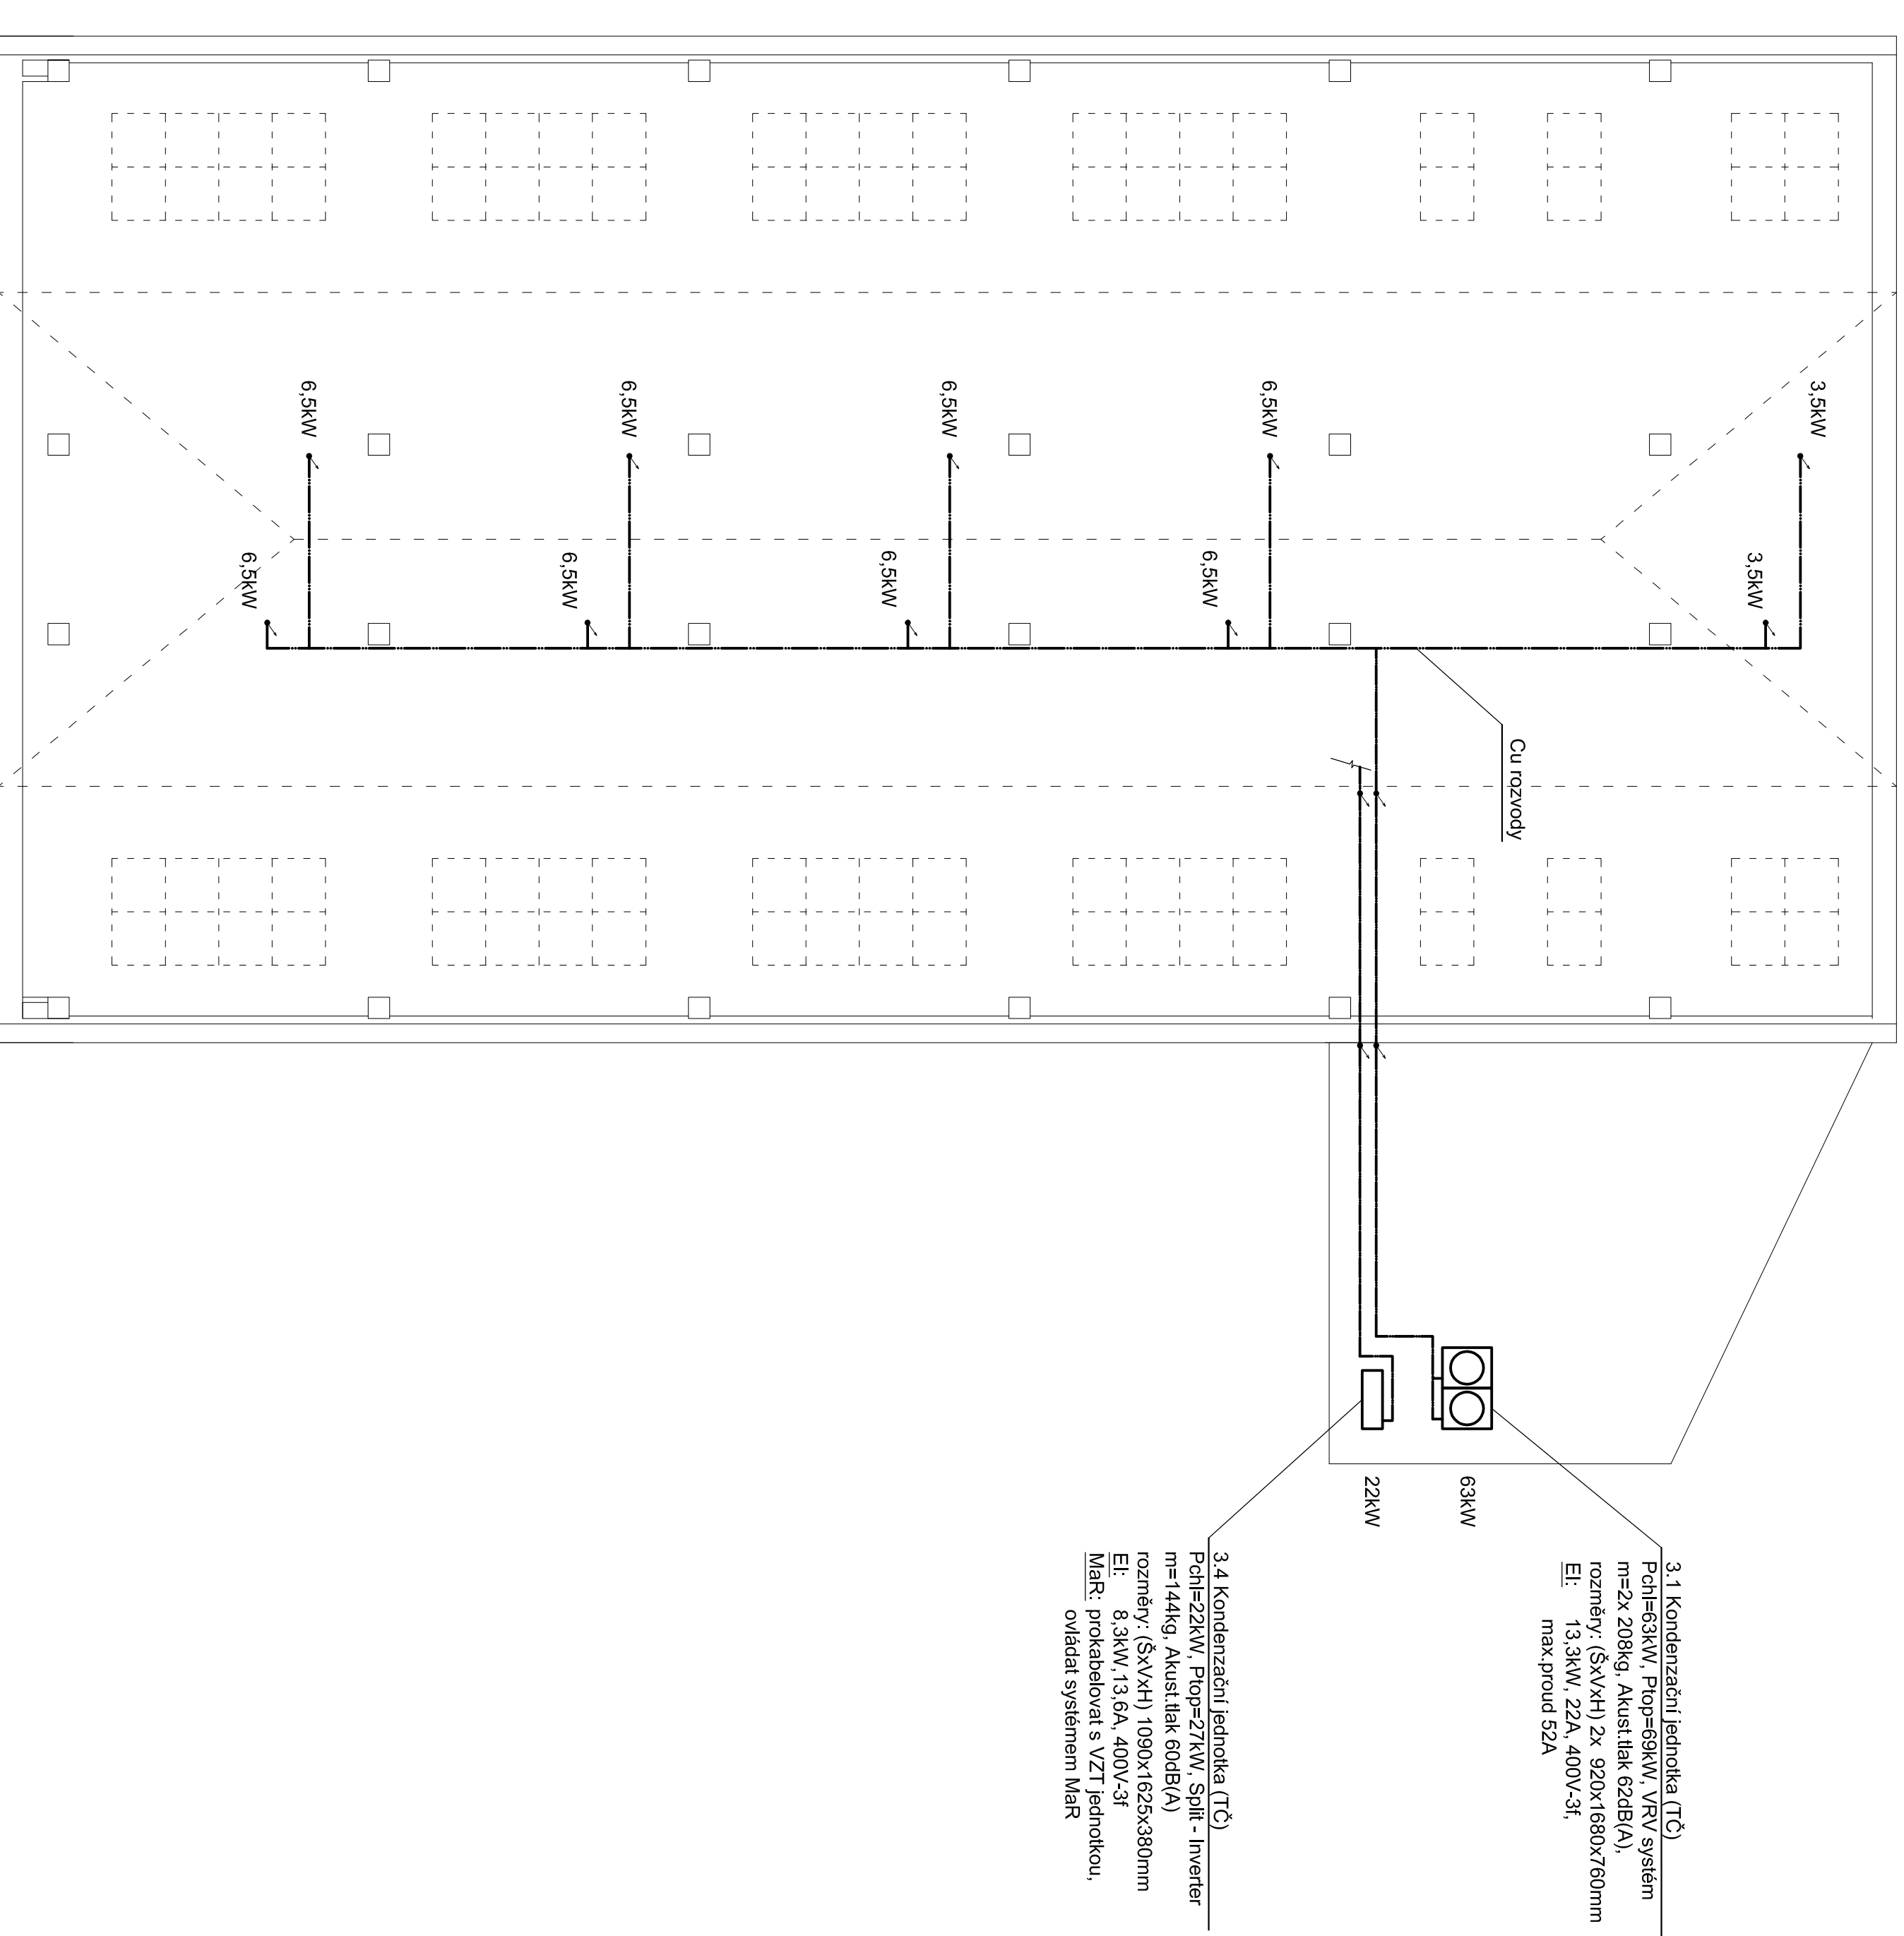 3,5kW
3,5kW
6,5kW
6,5kW
6,5kW
6,5kW
6,5kW
6,5kW
6,5kW
6,5kW
Cu rozvody
63kW
22kW
3.1 Kondenzační jednotka (TČ)
Pchl=63kW, Ptop=69kW, VRV systém
m=2x 208kg, Akust.tlak 62dB(A),
rozměry: (ŠxVxH) 2x 920x1680x760mm
El: 13,3kW, 22A, 400V-3f,
max.proud 52A
3.4 Kondenzační jednotka (TČ)
Pchl=22kW, Ptop=27kW, Split - Inverter
m=144kg, Akust.tlak 60dB(A)
rozměry: (ŠxVxH) 1090x1625x380mm
El: 8,3kW,13,6A, 400V-3f
MaR: prokabelovat s VZT jednotkou,
ovládat systémem MaR